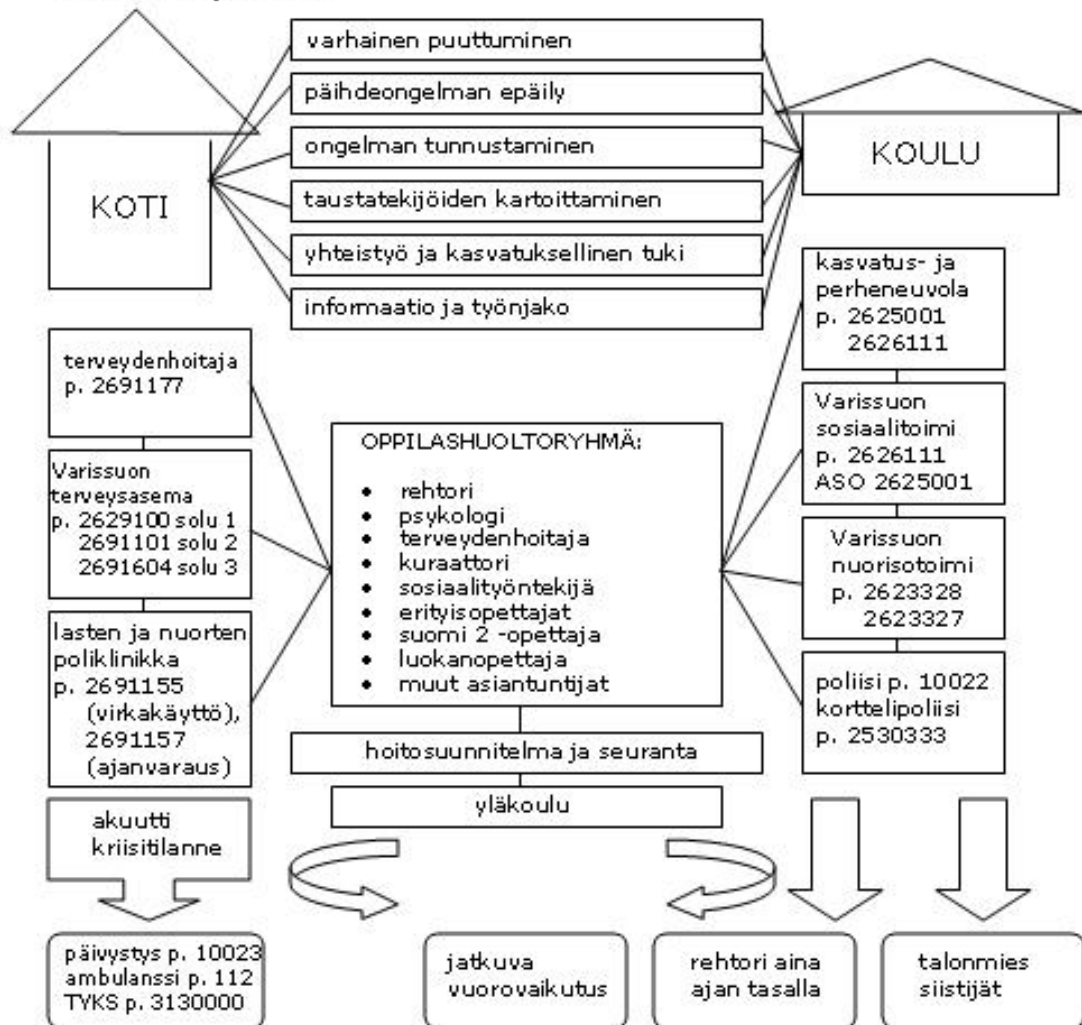 varhainen puuttuminen
päihdeongelman epäily
ongelman tunnustaminen
taustatekijöiden kartoittaminen
yhteistyö ja kasvatuksellinen tuki
informaatio ja työnjako
KOTI
KOULU
terveydenhoitaja
p. 2691177
Varissuon
terveysasema
p. 2629100 solu 1
2691101 solu 2
2691604 solu 3
lasten ja nuorten
poliklinikka
p. 2691155
(virkakäyttö),
2691157
(ajanvaraus)
akuutti
kriisitilanne
päivystys p. 10023
ambulanssi p. 112
TYKS p. 3130000
OPPILASHUOLTORYHMÄ:
• rehtori
• psykologi
• terveydenhoitaja
• kuraattori
• sosiaalityöntekijä
• erityisopettajat
• suomi 2 -opettaja
• luokanopettaja
• muut asiantuntijat
hoitosuunnitelma ja seuranta
yläkoulu
jatkuva
vuorovaikutus
kasvatus- ja
perheneuvola
p. 2625001
2626111
Varissuon
sosiaalitoimi
p. 2626111
ASO 2625001
Varissuon
nuorisotoimi
p. 2623328
2623327
poliisi p. 10022
korttelipoliisi
p. 2530333
rehtori aina
ajan tasalla
talonmies
siistijät